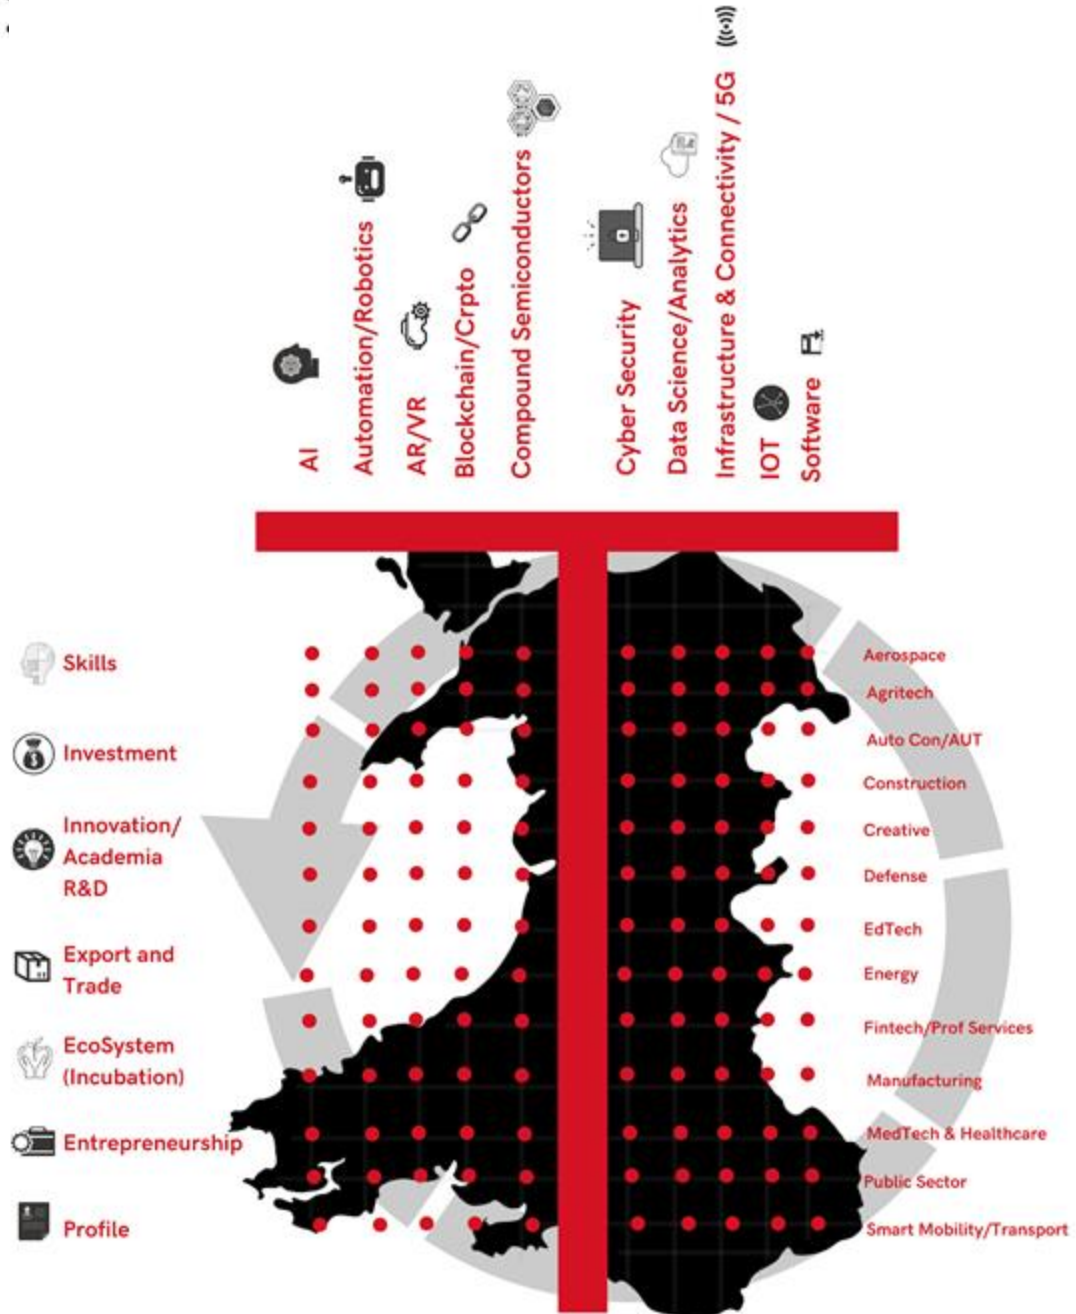 AI
Automation/Robotics
AR/VR
Blockchain/Crpto
Compound Semiconductors
Cyber Security
Data Science/Analytics
Infrastructure & Connectivity / 5G
IOT
Software
Skills
Investment
Innovation/
Academia
R&D
Export and
Trade
EcoSystem
(Incubation)
Entrepreneurship
Profile
Aerospace
Agritech
Auto Con/AUT
Construction
Creative
Defense
EdTech
Energy
Fintech/Prof Services
Manufacturing
MedTech & Healthcare
Public Sector
Smart Mobility/Transport